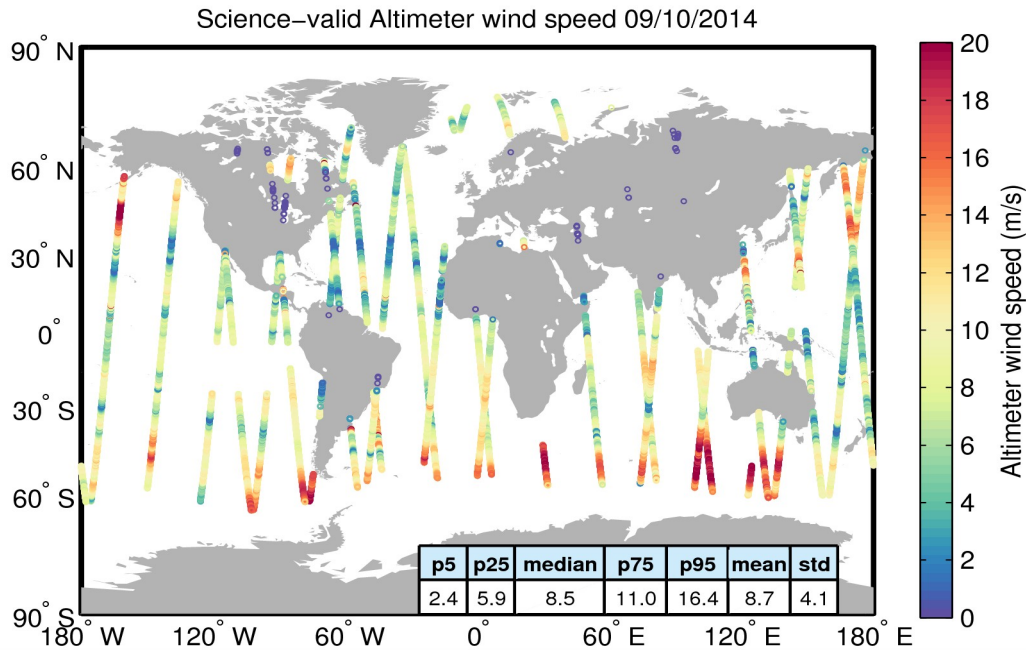 Science−valid Altimeter wind speed 09/10/2014
90° N
60° N
30° N
0°
30° S
60° S
90° S
180° W
120° W
60° W
0°
60° E
120° E
180° E
p5 p25 median p75 p95 mean std
2.4 5.9 8.5 11.0 16.4 8.7 4.1
20
18
16
14
12
10
8
6
4
2
0
Altimeter wind speed (m/s)